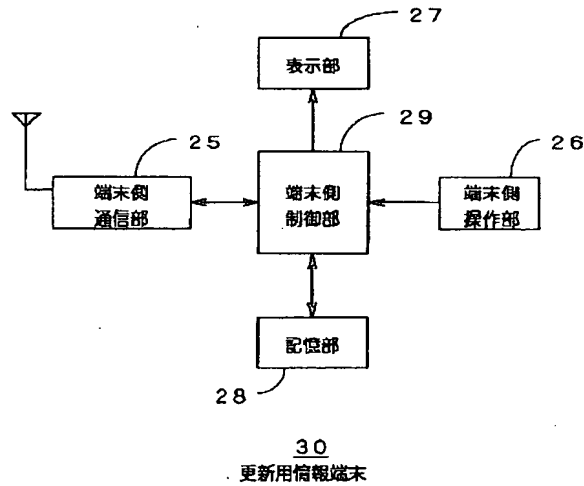 27
表示部
25
29
26
端末側
通信部
端末側
制御部
端末側
操作部
記憶部
28
30
更新用情報端末